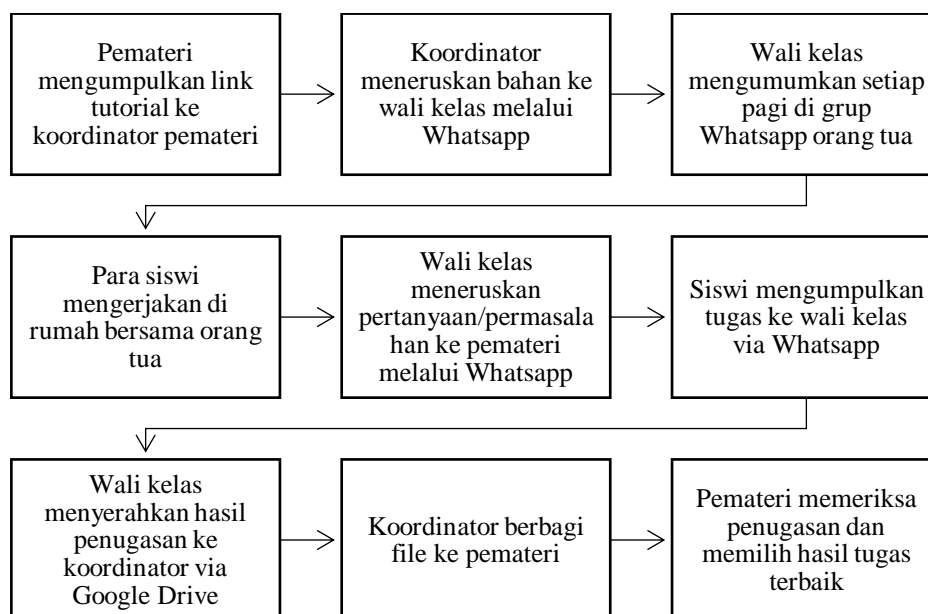 Pemateri
mengumpulkan link
tutorial ke
koordinator pemateri
Koordinator
meneruskan bahan ke
wali kelas melalui
Whatsapp
Wali kelas
mengumumkan setiap
pagi di grup
Whatsapp orang tua
Para siswi
mengerjakan di
rumah bersama orang
tua
Wali kelas
meneruskan
pertanyaan/permasala
han ke pemateri
melalui Whatsapp
Siswi mengumpulkan
tugas ke wali kelas
via Whatsapp
Wali kelas
menyerahkan hasil
penugasan ke
koordinator via
Google Drive
Koordinator berbagi
file ke pemateri
Pemateri memeriksa
penugasan dan
memilih hasil tugas
terbaik